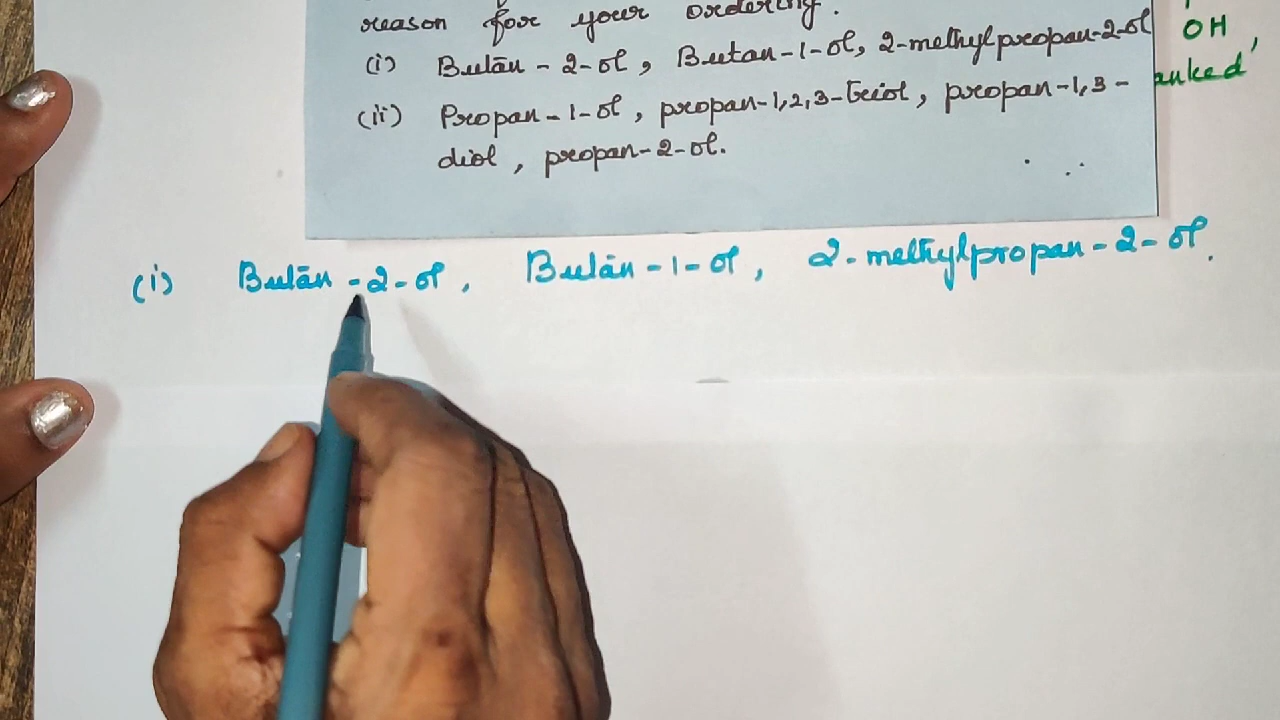 reason for your ordering.
(i) Butan - 2-ol, Butan-1-ol, 2-methylpropan-2-ol
(ii) Propan-1-ol, propan-1,2,3-triol, propan-1,3-
diol, propan-2-ol.
OH,
anked
(i) Butan-2-ol, Butan-1-ol, 2-methylpropan-2-ol.